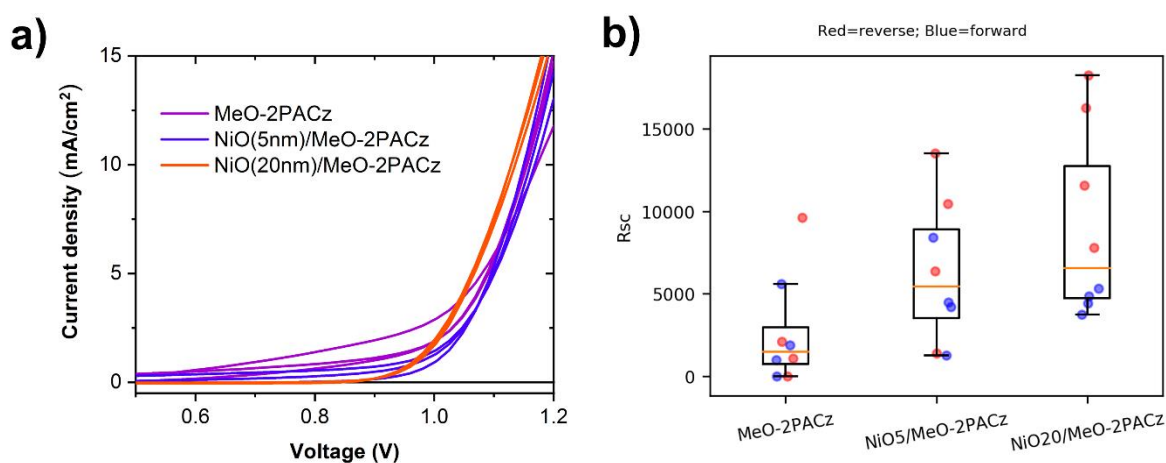 a)
15
10
5
0
Current density (mA/cm²)
MeO-2PACz
NiO(5nm)/MeO-2PACz
NiO(20nm)/MeO-2PACz
0.6 0.8 1.0 1.2
Voltage (V)
b)
Red=reverse; Blue=forward
15000
10000
5000
0
Rsc
MeO-2PACz
NiO5/MeO-2PACz
NiO20/MeO-2PACz